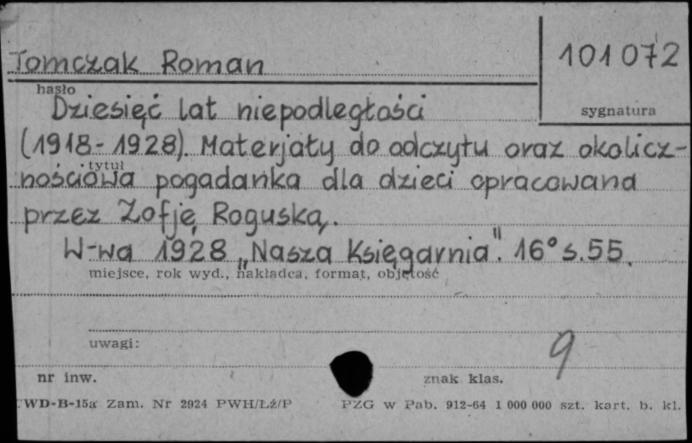 Tomczak Roman
101072
hasło
Dziesięć lat niepodległości
sygnatura
(1918-1928). Materjały do odczytu oraz okolicz-
tytuł
nościowa pogadanka dla dzieci opracowana
przez Zofję Roguską.
W-wa 1928 „Nasza Księgarnia". 16° s.55.
miejsce, rok wyd., nakładca, format, objętość
uwagi:
9
nr inw.
znak klas.
WD-B-15a Zam. Nr 2924 PWH/Łź/P
PZG w Pab. 912-64 1 000 000 szt. kart. b. kl.